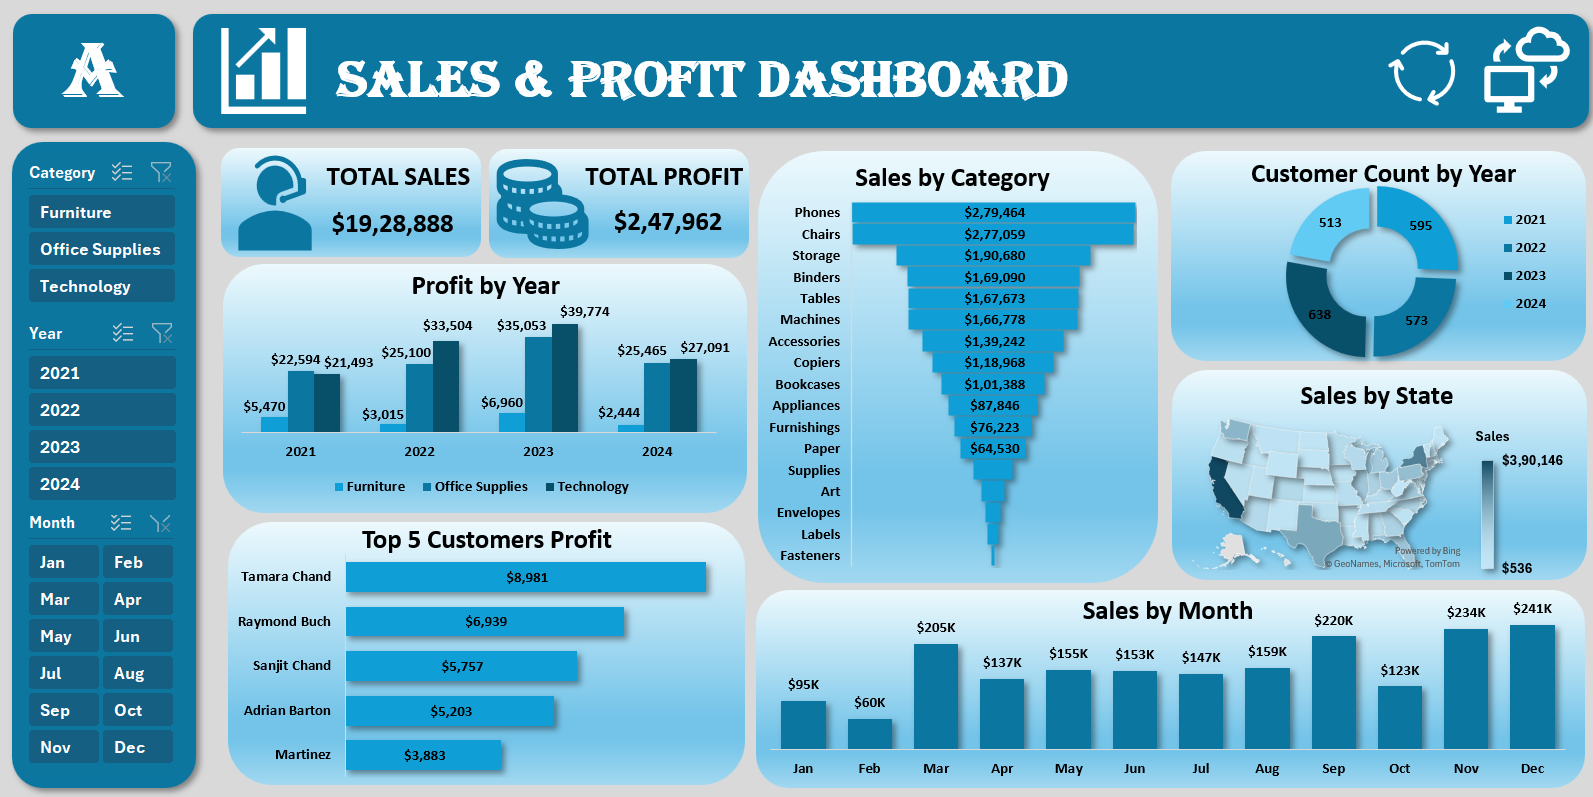 A
SALES & PROFIT DASHBOARD
Category
Furniture
Office Supplies
Technology
Year
2021
2022
2023
2024
Month
Jan Feb
Mar Apr
May Jun
Jul Aug
Sep Oct
Nov Dec
TOTAL SALES
$19,28,888
TOTAL PROFIT
$2,47,962
Profit by Year
$5,470 $22,594 $21,493
$3,015 $25,100 $33,504
$6,960 $35,053 $39,774
$2,444 $25,465 $27,091
2021 2022 2023 2024
Furniture Office Supplies Technology
Top 5 Customers Profit
Tamara Chand $8,981
Raymond Buch $6,939
Sanjit Chand $5,757
Adrian Barton $5,203
Martinez $3,883
Sales by Category
Phones $2,79,464
Chairs $2,77,059
Storage $1,90,680
Binders $1,69,090
Tables $1,67,673
Machines $1,66,778
Accessories $1,39,242
Copiers $1,18,968
Bookcases $1,01,388
Appliances $87,846
Furnishings $76,223
Paper $64,530
Supplies
Art
Envelopes
Labels
Fasteners
Customer Count by Year
513 595
638 573
2021
2022
2023
2024
Sales by State
Sales
$3,90,146
$536
Powered by Bing
© GeoNames, Microsoft, TomTom
Sales by Month
$95K $60K $205K $137K $155K $153K $147K $159K $220K $123K $234K $241K
Jan Feb Mar Apr May Jun Jul Aug Sep Oct Nov Dec